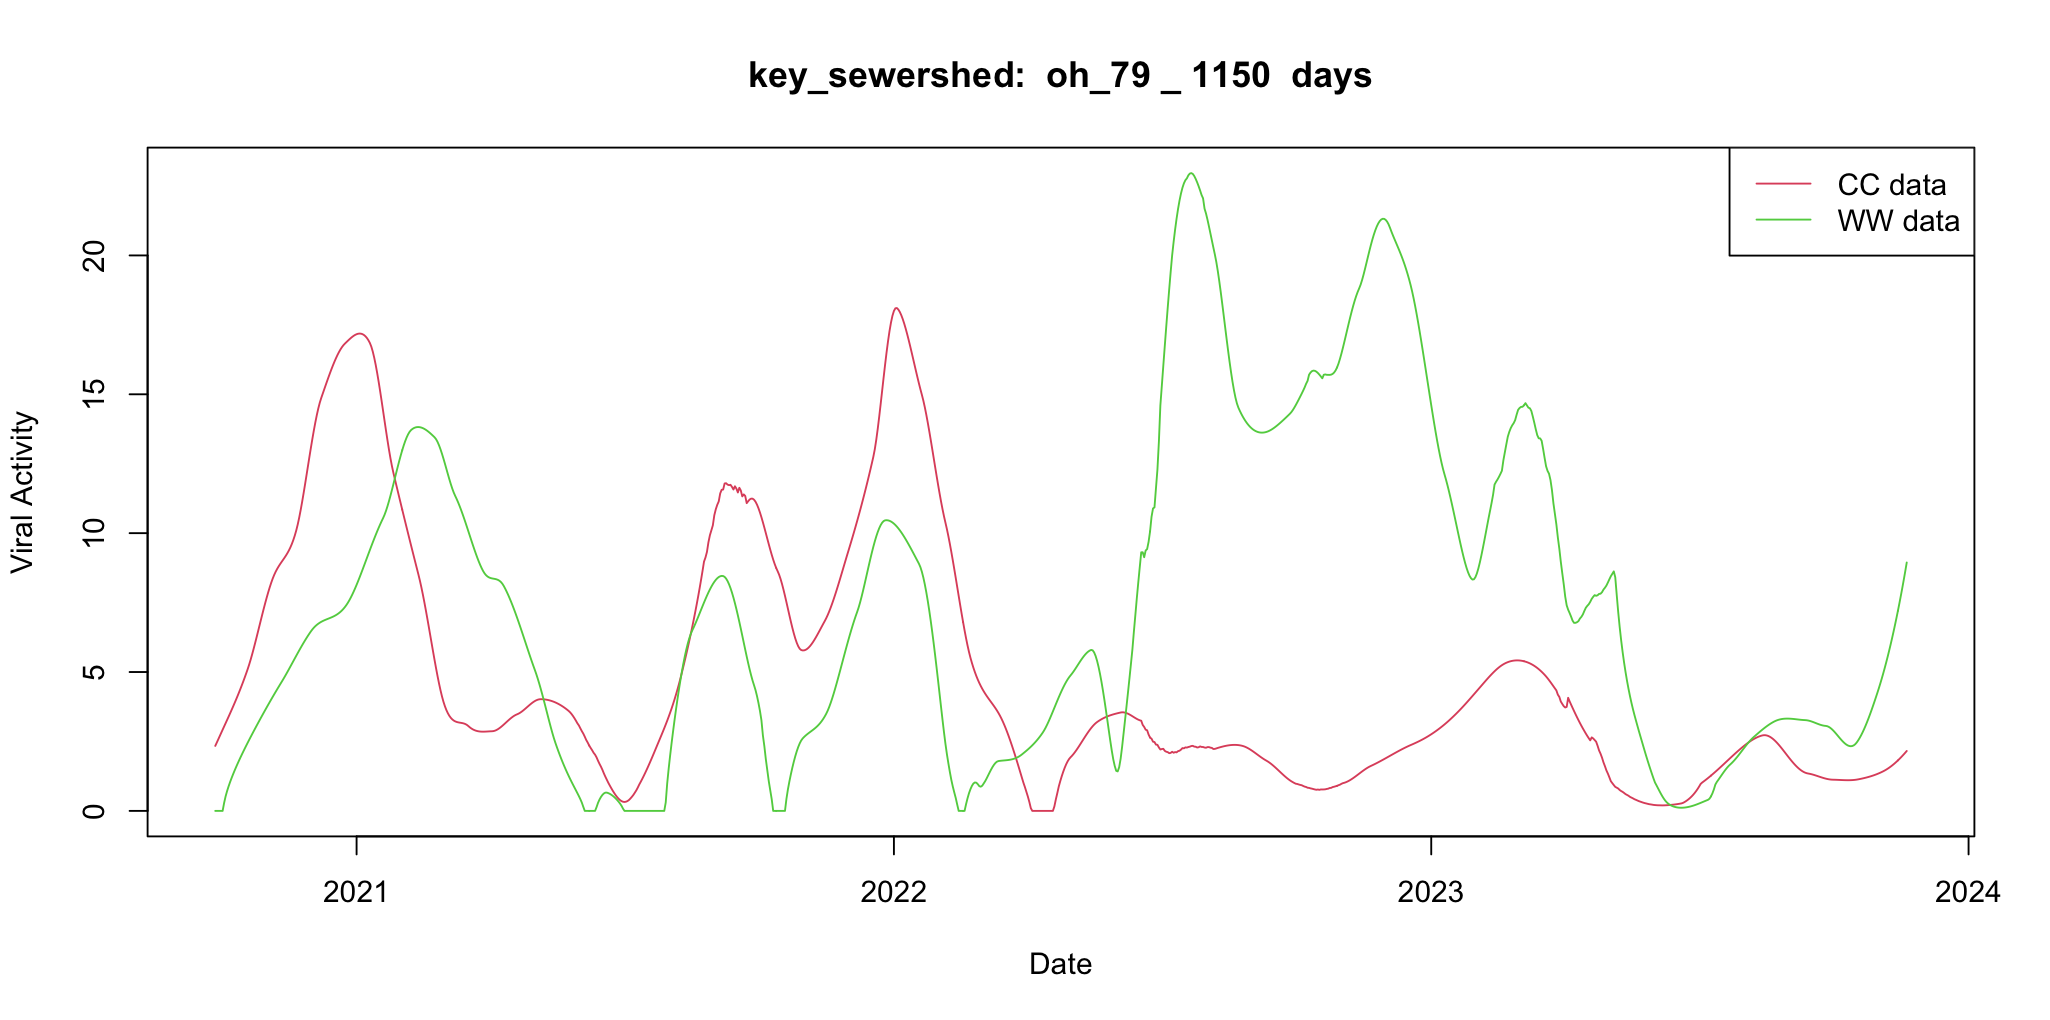 key_sewershed:  oh_79 _ 1150  days
CC data
WW data
Viral Activity
20
15
10
5
0
2021
2022
2023
2024
Date